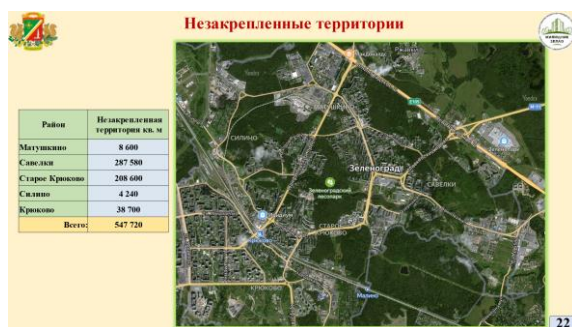 Незакрепленные территории
Район
Незакрепленная
территория кв. м
Матушкино
8 600
Савелки
287 580
Старое Крюково
208 600
Силино
4 240
Крюково
38 700
Всего:
547 720
СИЛИНО
Зеленоград
Зеленоградский
лесопарк
САВЕЛКИ
КРЮКОВО
Малино
22